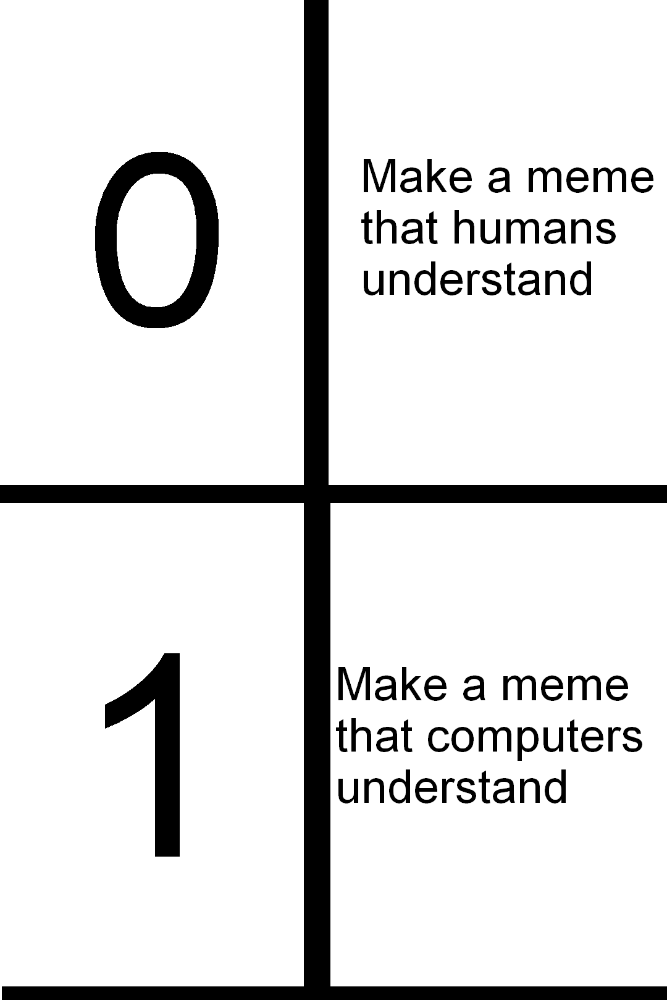 0
Make a meme
that humans
understand
1
Make a meme
that computers
understand